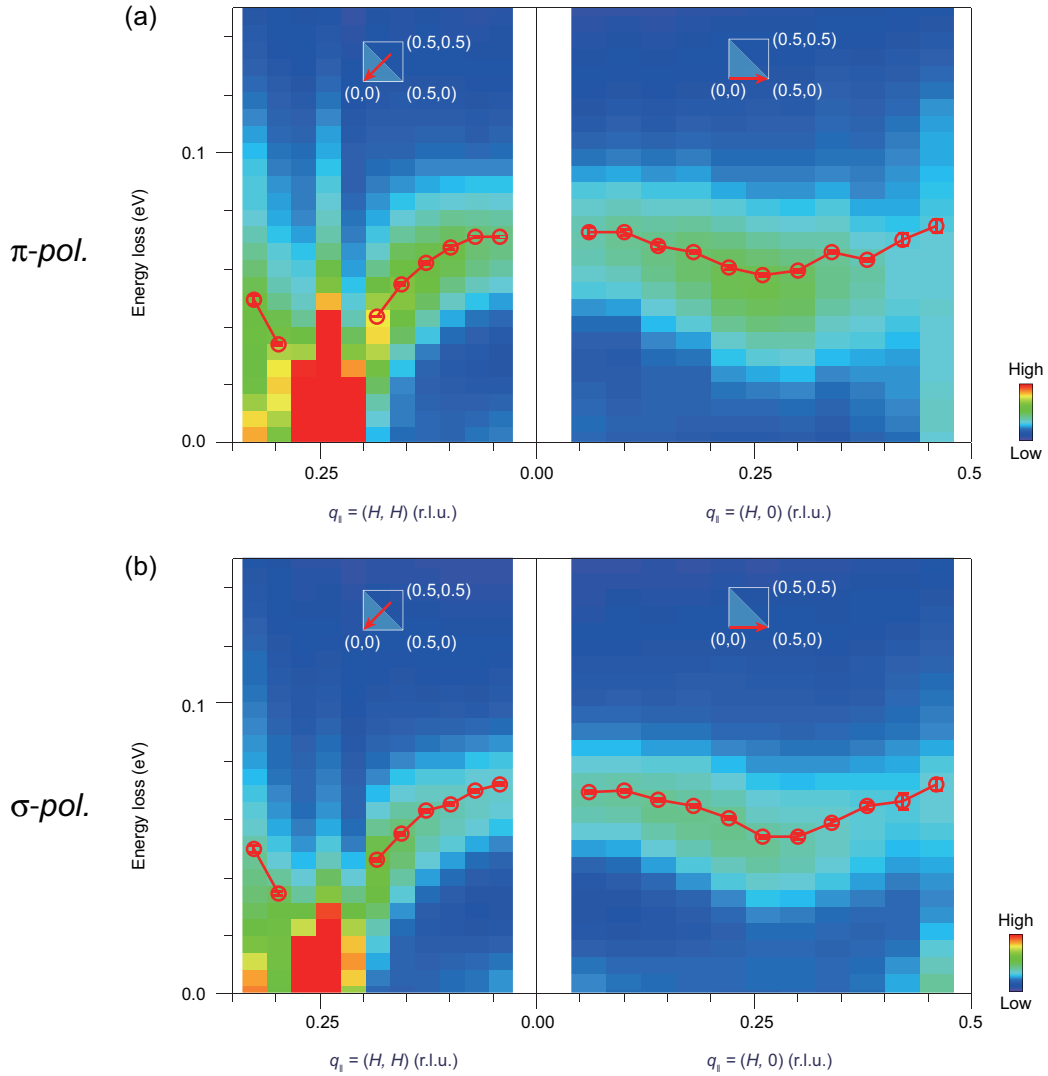 (a)
(0.5,0.5)
(0,0)
(0.5,0)
(0.5,0.5)
(0,0)
(0.5,0)
π-pol.
Energy loss (eV)
0.1
0.0
0.25
0.00
0.25
0.5
q∥ = (H, H) (r.l.u.)
q∥ = (H, 0) (r.l.u.)
High
Low
(b)
(0.5,0.5)
(0,0)
(0.5,0)
(0.5,0.5)
(0,0)
(0.5,0)
σ-pol.
Energy loss (eV)
0.1
0.0
0.25
0.00
0.25
0.5
q∥ = (H, H) (r.l.u.)
q∥ = (H, 0) (r.l.u.)
High
Low